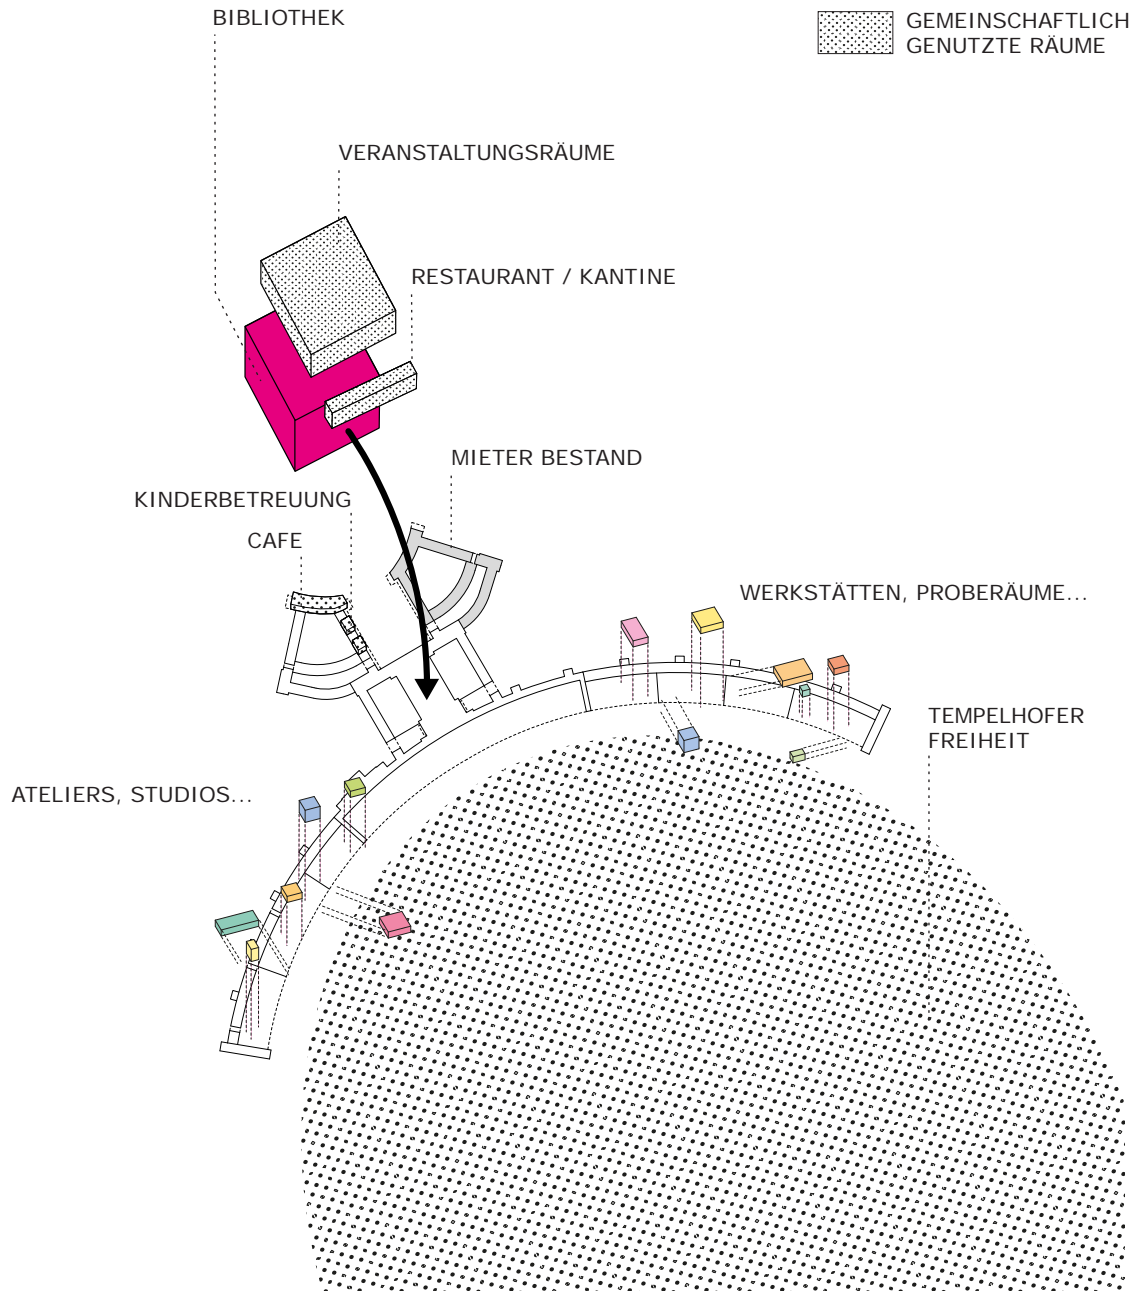 BIBLIOTHEK
GEMEINSCHAFTLICH
GENUTZTE RÄUME
VERANSTALTUNGSRÄUME
RESTAURANT / KANTINE
MIETER BESTAND
KINDERBETREUUNG
CAFE
WERKSTÄTTEN, PROBERÄUME...
TEMPELHOFER
FREIHEIT
ATELIERS, STUDIOS...